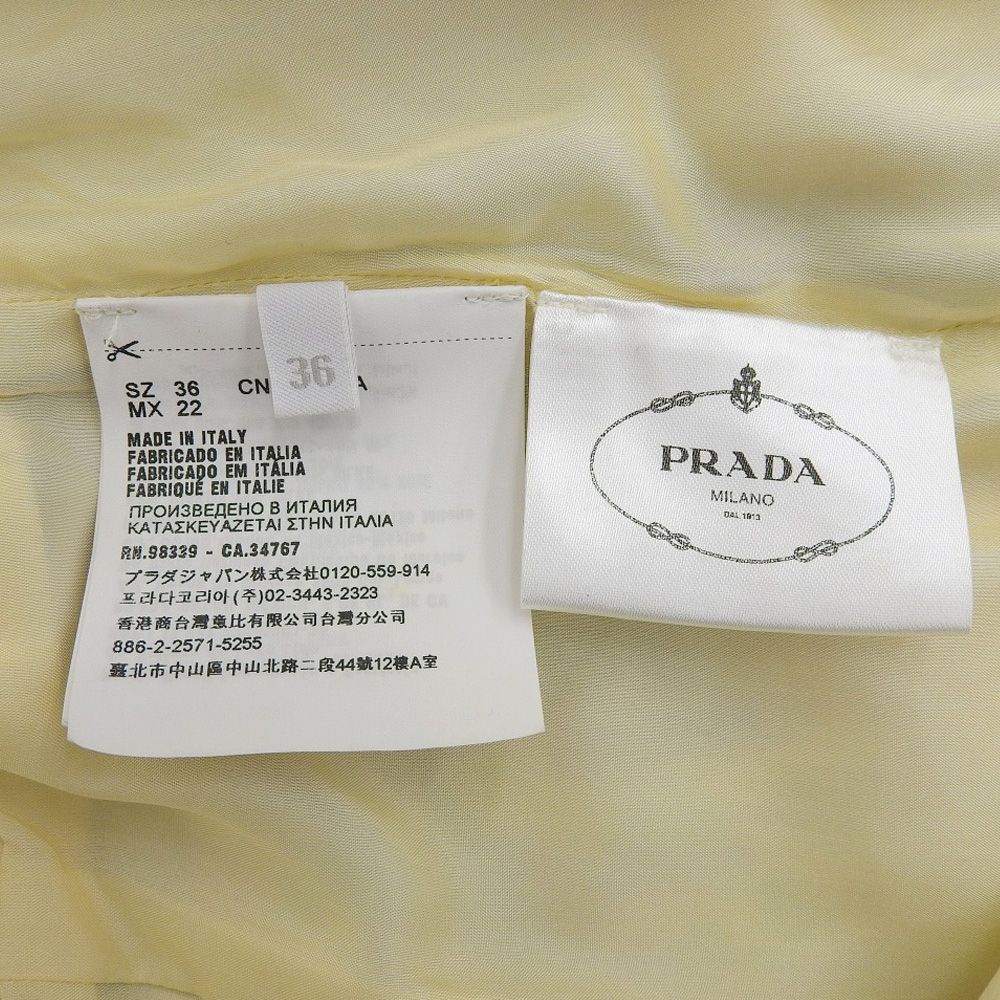 SZ 36 CN
MX 22
36
MADE IN ITALY
FABRICADO EN ITALIA
FABRICADO EM ITÁLIA
FABRIQUÉ EN ITALIE
ПРОИЗВЕДЕНО В ИТАЛИЯ
ΚΑΤΑΣΚΕΥΑΖΕΤΑΙ ΣΤΗΝ ΙΤΑΛΙΑ
RN.98339 - CA.34767
プラダジャパン株式会社0120-559-914
프라다코리아(주)02-3443-2323
香港商台灣意比有限公司台灣分公司
886-2-2571-5255
臺北市中山區中山北路二段44號12樓A室
PRADA
MILANO
DAL 1913